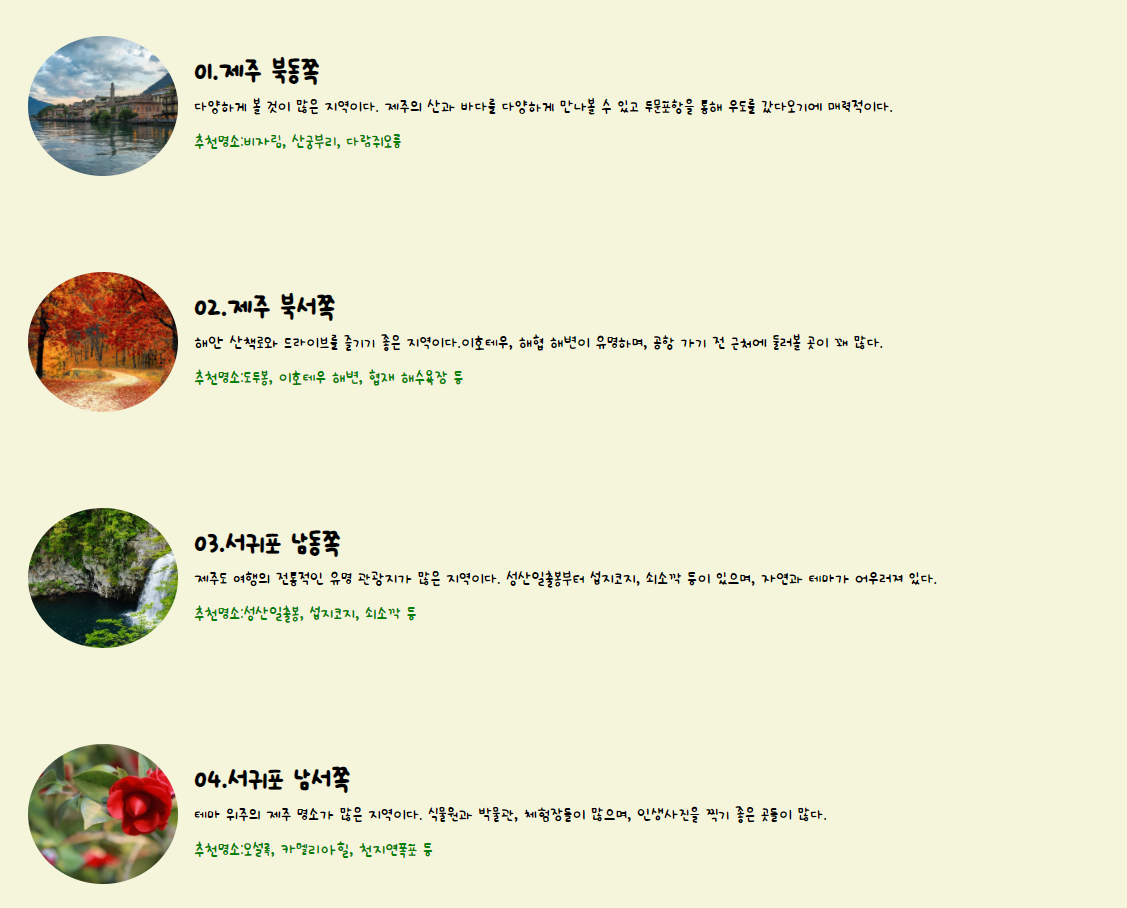 01.제주 북동쪽
다양하게 볼 것이 많은 지역이다. 제주의 산과 바다를 다양하게 만나볼 수 있고 두문포항을 통해 우도를 갔다오기에 매력적이다.
추천명소:비자림, 산굼부리, 다람쥐오름
02.제주 북서쪽
해안 산책로와 드라이브를 즐기기 좋은 지역이다.이호테우, 해협 해변이 유명하며, 공항 가기 전 근처에 둘러볼 곳이 꽤 많다.
추천명소:도두봉, 이호테우 해변, 협재 해수욕장 등
03.서귀포 남동쪽
제주도 여행의 전통적인 유명 관광지가 많은 지역이다. 성산일출봉부터 섭지코지, 쇠소깍 등이 있으며, 자연과 테마가 어우러져 있다.
추천명소:성산일출봉, 섭지코지, 쇠소깍 등
04.서귀포 남서쪽
테마 위주의 제주 명소가 많은 지역이다. 식물원과 박물관, 체험장들이 많으며, 인생사진을 찍기 좋은 곳들이 많다.
추천명소:오설록, 카멜리아힐, 천지연폭포 등